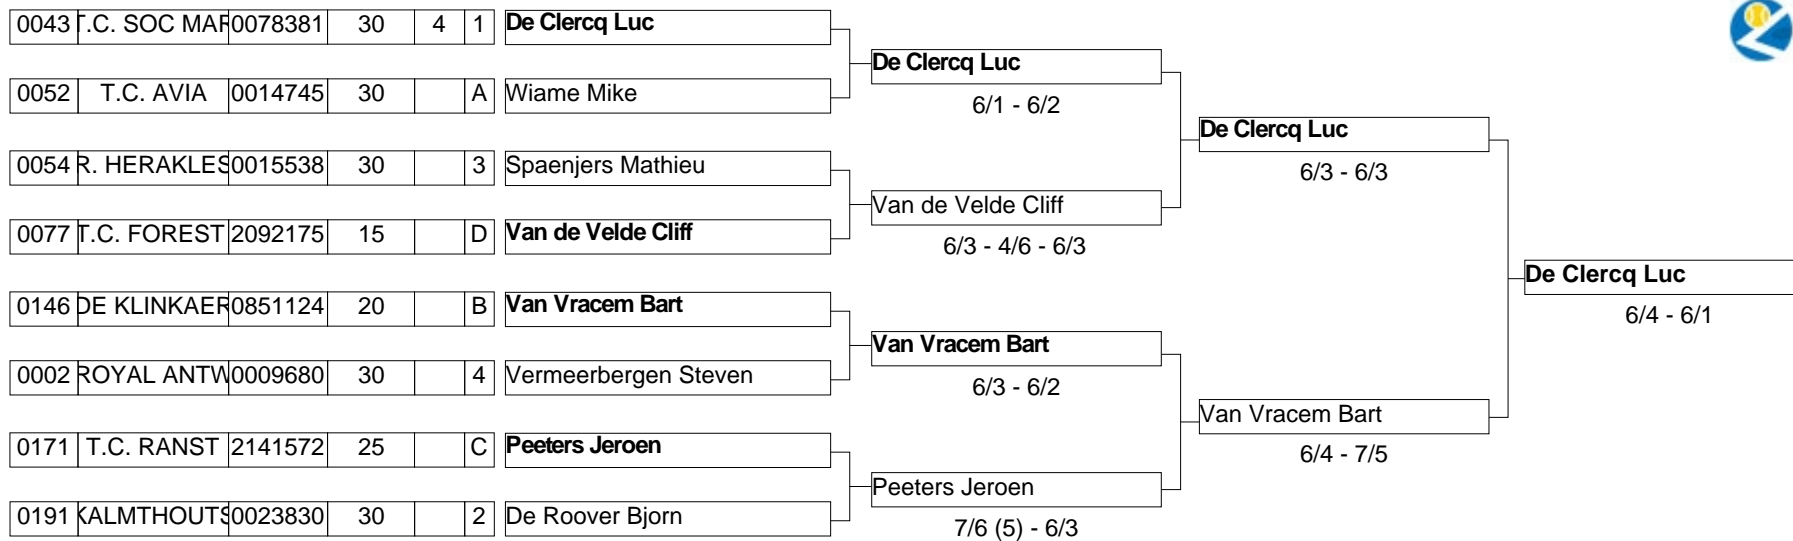 0043 T.C. SOC MAR 0078381 30 4 1 De Clercq Luc
De Clercq Luc
0052 T.C. AVIA 0014745 30 A Wiame Mike
6/1 - 6/2
De Clercq Luc
0054 R. HERAKLES 0015538 30 3 Spaenjers Mathieu
6/3 - 6/3
Van de Velde Cliff
0077 T.C. FOREST 2092175 15 D Van de Velde Cliff
6/3 - 4/6 - 6/3
De Clercq Luc
0146 DE KLINKAER 0851124 20 B Van Vracem Bart
6/4 - 6/1
Van Vracem Bart
0002 ROYAL ANTW 0009680 30 4 Vermeerbergen Steven
6/3 - 6/2
Van Vracem Bart
0171 T.C. RANST 2141572 25 C Peeters Jeroen
6/4 - 7/5
Peeters Jeroen
0191 KALMTHOUTS 0023830 30 2 De Roover Bjorn
7/6 (5) - 6/3